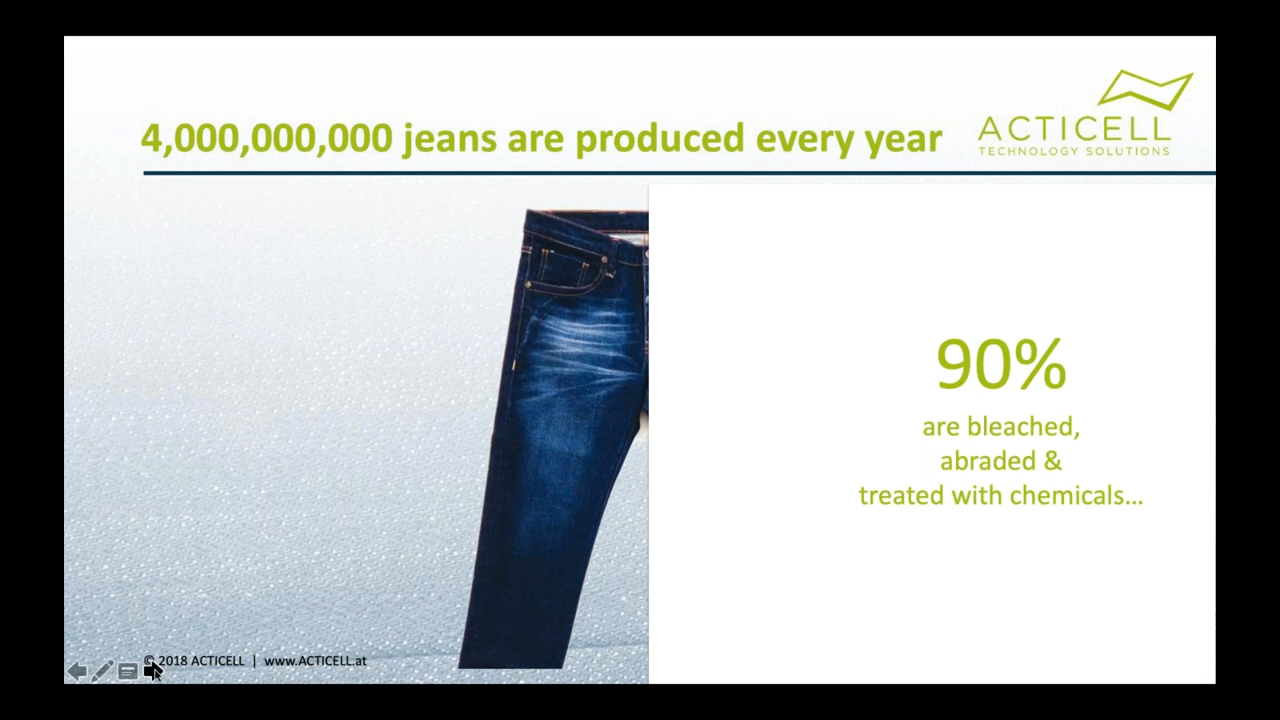 4,000,000,000 jeans are produced every year
ACTICELL
TECHNOLOGY SOLUTIONS
90%
are bleached,
abraded &
treated with chemicals...
© 2018 ACTICELL | www.ACTICELL.at